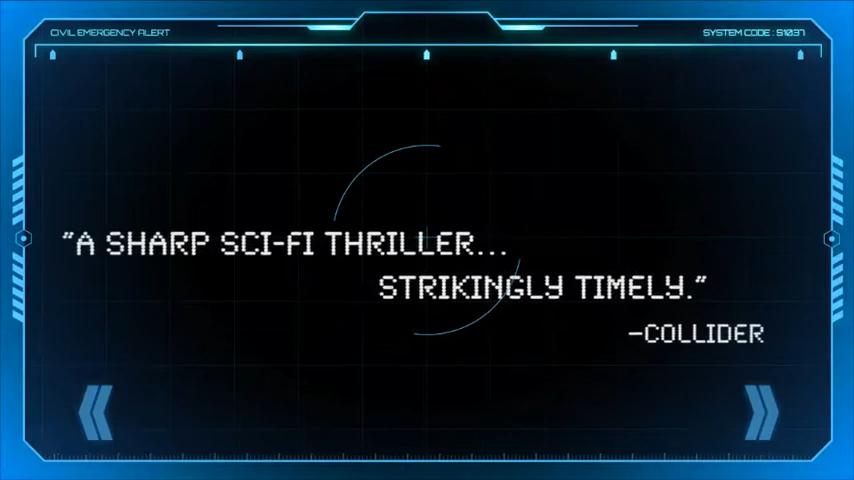 CIVIL EMERGENCY ALERT
SYSTEM CODE : S1037
"A SHARP SCI-FI THRILLER...
STRIKINGLY TIMELY."
-COLLIDER